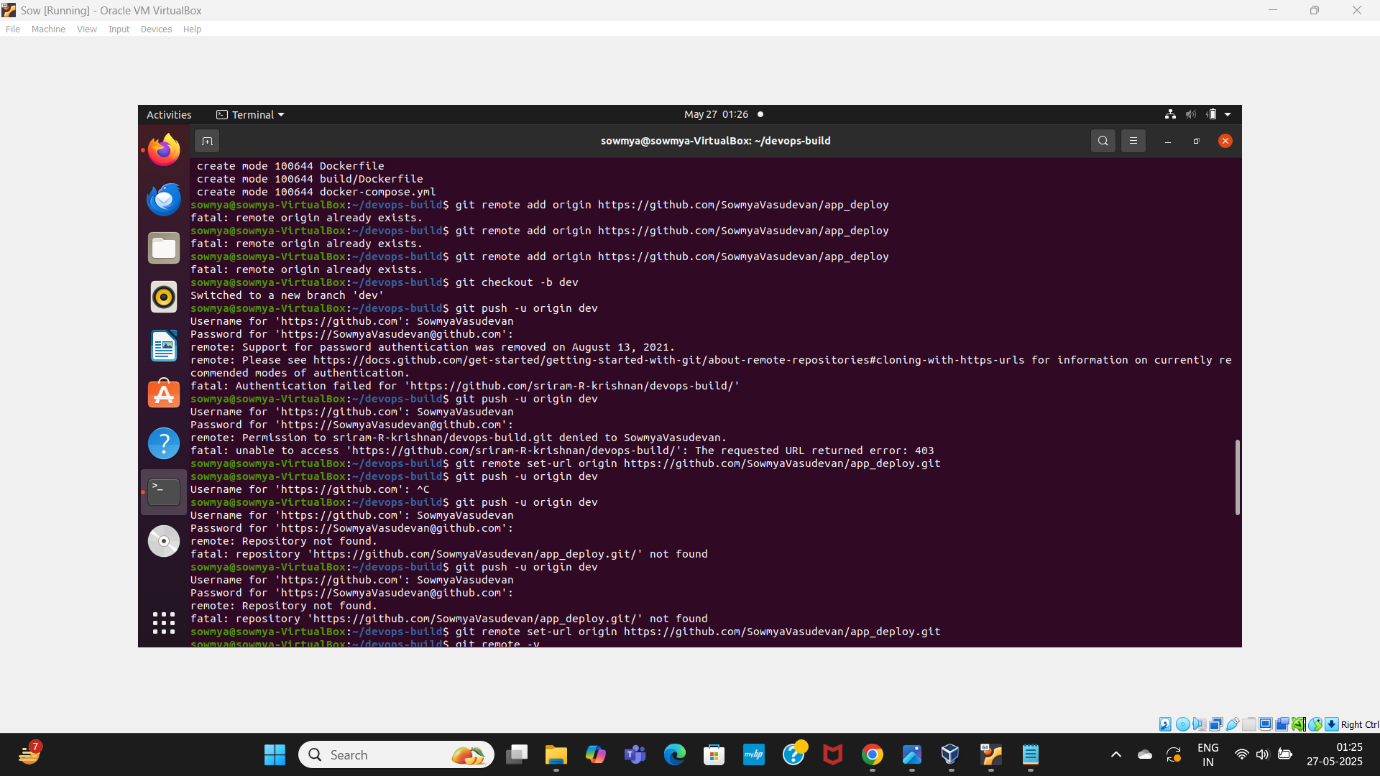 Sow [Running] - Oracle VM VirtualBox
File Machine View Input Devices Help
Activities Terminal May 27 01:26
sowmya@sowmya-VirtualBox: ~/devops-build
create mode 100644 Dockerfile
create mode 100644 build/Dockerfile
create mode 100644 docker-compose.yml
sowmya@sowmya-VirtualBox:~/devops-build$ git remote add origin https://github.com/SowmyaVasudevan/app_deploy
fatal: remote origin already exists.
sowmya@sowmya-VirtualBox:~/devops-build$ git remote add origin https://github.com/SowmyaVasudevan/app_deploy
fatal: remote origin already exists.
sowmya@sowmya-VirtualBox:~/devops-build$ git remote add origin https://github.com/SowmyaVasudevan/app_deploy
fatal: remote origin already exists.
sowmya@sowmya-VirtualBox:~/devops-build$ git checkout -b dev
Switched to a new branch 'dev'
sowmya@sowmya-VirtualBox:~/devops-build$ git push -u origin dev
Username for 'https://github.com': SowmyaVasudevan
Password for 'https://SowmyaVasudevan@github.com':
remote: Support for password authentication was removed on August 13, 2021.
remote: Please see https://docs.github.com/get-started/getting-started-with-git/about-remote-repositories#cloning-with-https-urls for information on currently re
commended modes of authentication.
fatal: Authentication failed for 'https://github.com/sriram-R-krishnan/devops-build/'
sowmya@sowmya-VirtualBox:~/devops-build$ git push -u origin dev
Username for 'https://github.com': SowmyaVasudevan
Password for 'https://SowmyaVasudevan@github.com':
remote: Permission to sriram-R-krishnan/devops-build.git denied to SowmyaVasudevan.
fatal: unable to access 'https://github.com/sriram-R-krishnan/devops-build/': The requested URL returned error: 403
sowmya@sowmya-VirtualBox:~/devops-build$ git remote set-url origin https://github.com/SowmyaVasudevan/app_deploy.git
sowmya@sowmya-VirtualBox:~/devops-build$ git push -u origin dev
Username for 'https://github.com': ^C
sowmya@sowmya-VirtualBox:~/devops-build$ git push -u origin dev
Username for 'https://github.com': SowmyaVasudevan
Password for 'https://SowmyaVasudevan@github.com':
remote: Repository not found.
fatal: repository 'https://github.com/SowmyaVasudevan/app_deploy.git/' not found
sowmya@sowmya-VirtualBox:~/devops-build$ git push -u origin dev
Username for 'https://github.com': SowmyaVasudevan
Password for 'https://SowmyaVasudevan@github.com':
remote: Repository not found.
fatal: repository 'https://github.com/SowmyaVasudevan/app_deploy.git/' not found
sowmya@sowmya-VirtualBox:~/devops-build$ git remote set-url origin https://github.com/SowmyaVasudevan/app_deploy.git
sowmya@sowmya-VirtualBox:~/devops-build$ git remote -v
Right Ctrl
7
Search
myhp
ENG
IN
01:25
27-05-2025